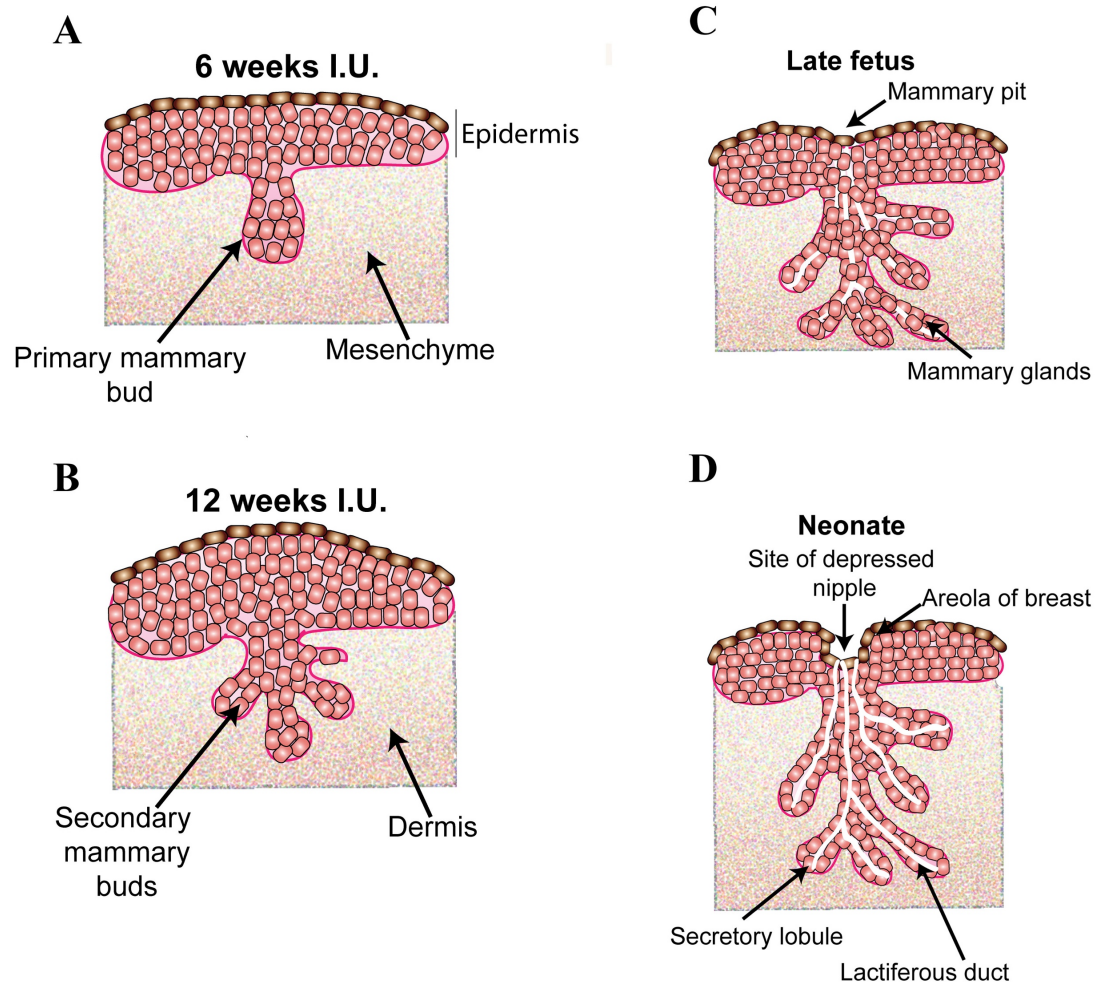 A
6 weeks I.U.
Epidermis
Primary mammary
bud
Mesenchyme
B
12 weeks I.U.
Secondary
mammary
buds
Dermis
C
Late fetus
Mammary pit
Mammary glands
D
Neonate
Site of depressed
nipple
Areola of breast
Secretory lobule
Lactiferous duct